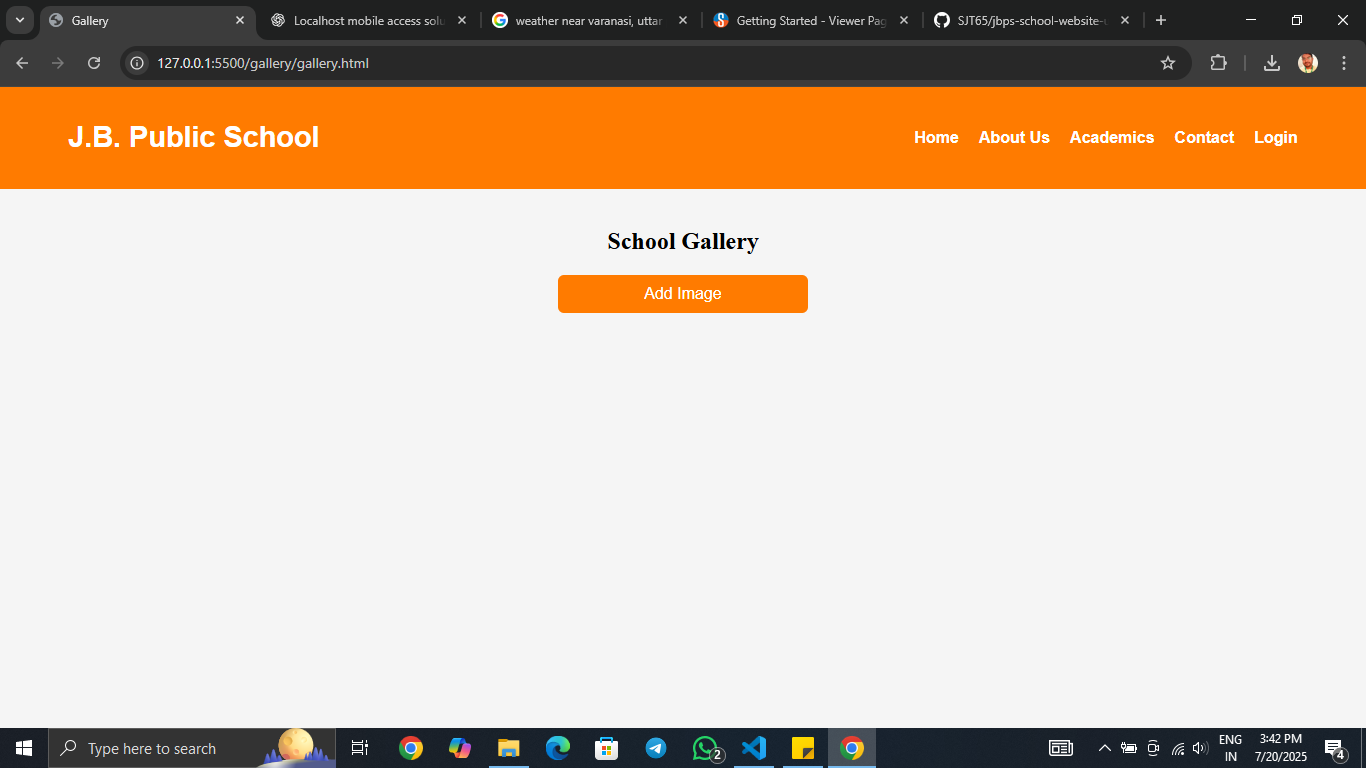 Gallery
Localhost mobile access solu
weather near varanasi, uttar
Getting Started - Viewer Pag
SJT65/jbps-school-website-u
127.0.0.1:5500/gallery/gallery.html
J.B. Public School
Home About Us Academics Contact Login
School Gallery
Add Image
Type here to search
2
ENG
IN
3:42 PM
7/20/2025
4